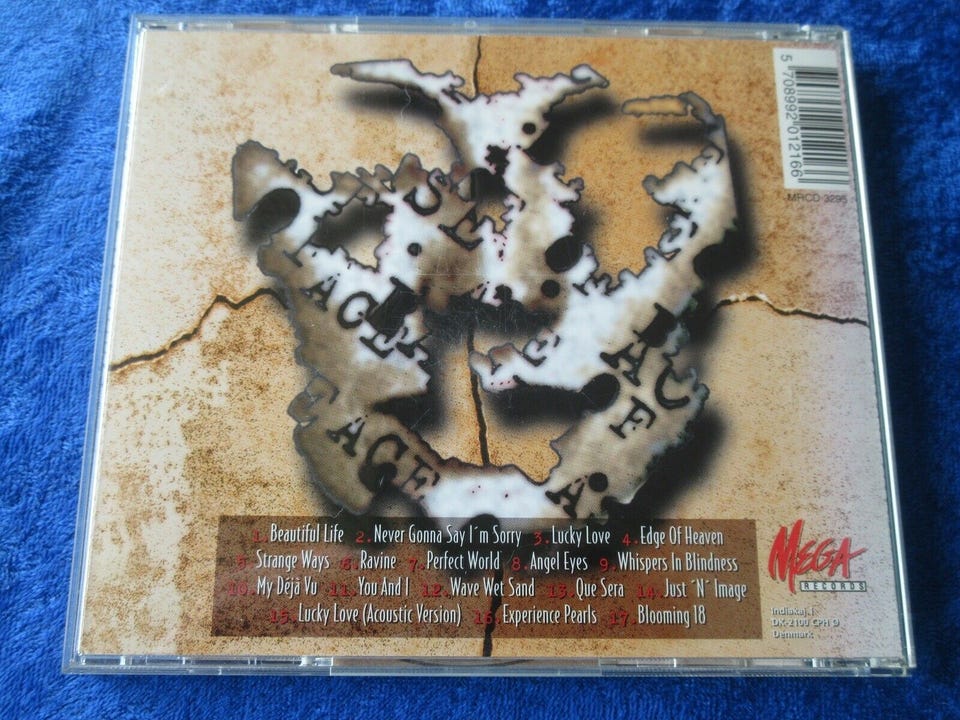 5 708992 012166
MRCD 3295
ACE
ACE
ACE
1. Beautiful Life 2. Never Gonna Say I´m Sorry 3. Lucky Love 4. Edge Of Heaven
5. Strange Ways 6. Ravine 7. Perfect World 8. Angel Eyes 9. Whispers In Blindness
10. My Déjà Vu 11. You And I 12. Wave Wet Sand 13. Que Sera 14. Just ´N´ Image
15. Lucky Love (Acoustic Version) 16. Experience Pearls 17. Blooming 18
MEGA
RECORDS
DK-2100 CPH Ø
Denmark